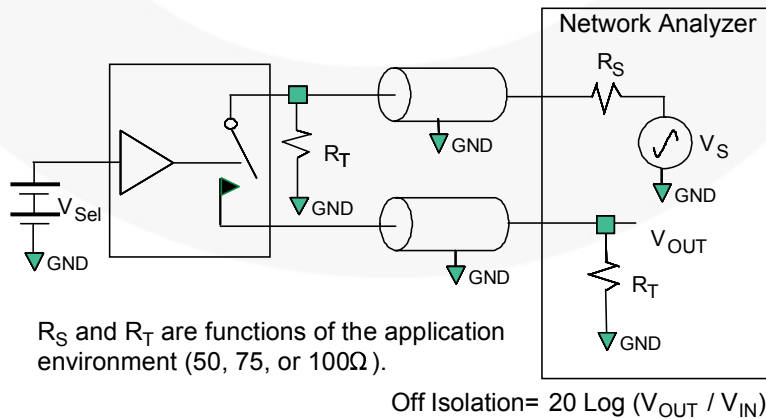 Network Analyzer
R_S
R_T
GND
V_S
GND
V_Sel
GND
GND
GND
V_OUT
R_T
GND
R_S and R_T are functions of the application
environment (50, 75, or 100Ω ).
Off Isolation= 20 Log (V_OUT / V_IN)